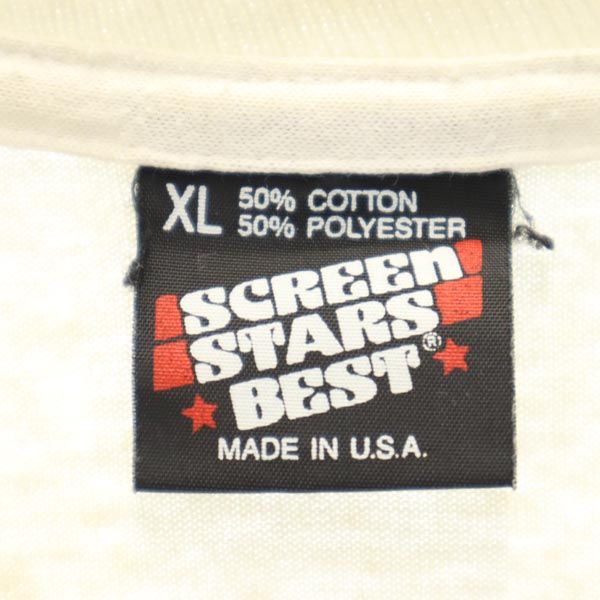 XL 50% COTTON
50% POLYESTER
SCREEN
STARS
BEST®
MADE IN U.S.A.